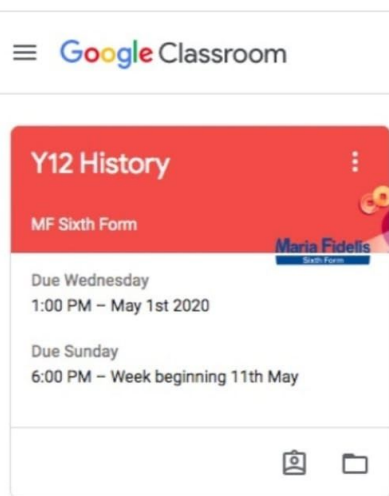 Google Classroom
Y12 History
MF Sixth Form
Maria Fidelis
Sixth Form
Due Wednesday
1:00 PM – May 1st 2020
Due Sunday
6:00 PM – Week beginning 11th May